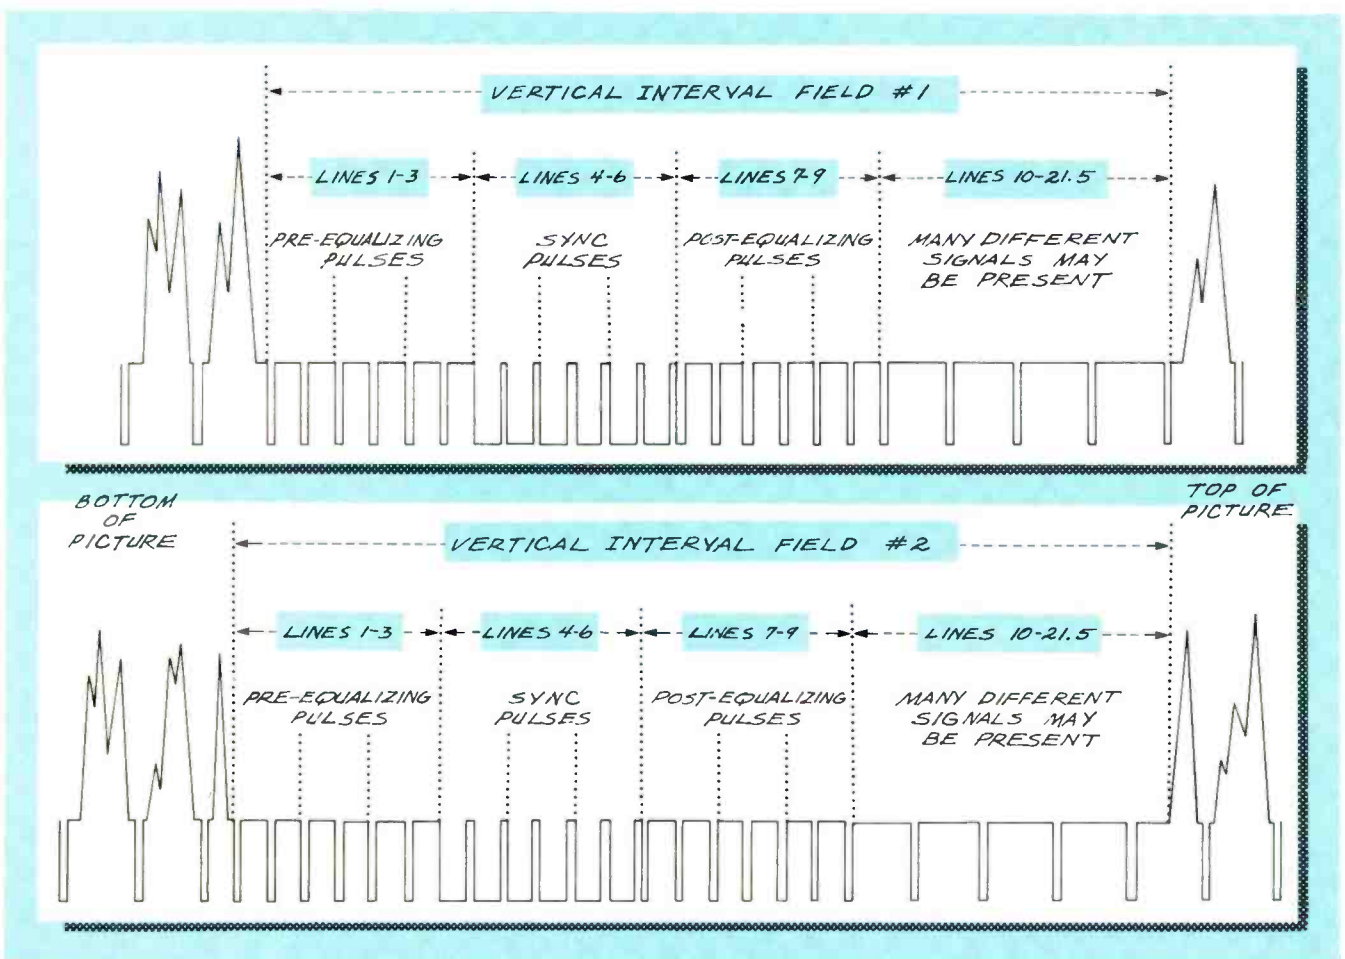 VERTICAL INTERVAL FIELD #1
LINES 1-3
LINES 4-6
LINES 7-9
LINES 10-21.5
PRE-EQUALIZING
PULSES
SYNC
PULSES
POST-EQUALIZING
PULSES
MANY DIFFERENT
SIGNALS MAY
BE PRESENT
BOTTOM
OF
PICTURE
TOP OF
PICTURE
VERTICAL INTERVAL FIELD #2
LINES 1-3
LINES 4-6
LINES 7-9
LINES 10-21.5
PRE-EQUALIZING
PULSES
SYNC
PULSES
POST-EQUALIZING
PULSES
MANY DIFFERENT
SIGNALS MAY
BE PRESENT